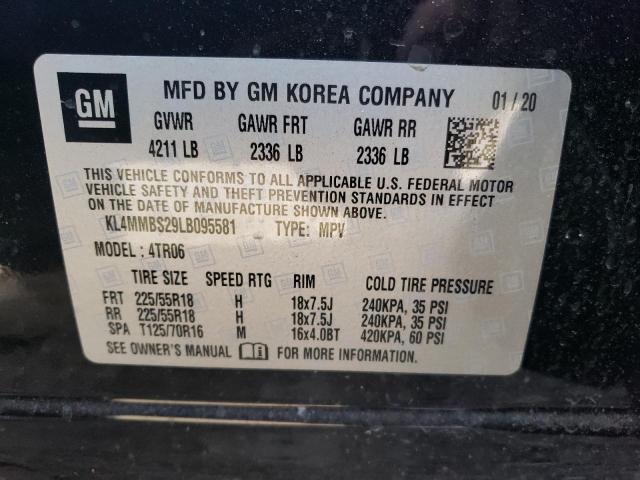 GM
MFD BY GM KOREA COMPANY 01/20
GVWR GAWR FRT GAWR RR
4211 LB 2336 LB 2336 LB
THIS VEHICLE CONFORMS TO ALL APPLICABLE U.S. FEDERAL MOTOR
VEHICLE SAFETY AND THEFT PREVENTION STANDARDS IN EFFECT
ON THE DATE OF MANUFACTURE SHOWN ABOVE.
KL4MMBS29LB095581 TYPE: MPV
MODEL: 4TR06
TIRE SIZE SPEED RTG RIM COLD TIRE PRESSURE
FRT 225/55R18 H 18x7.5J 240KPA, 35 PSI
RR 225/55R18 H 18x7.5J 240KPA, 35 PSI
SPA T125/70R16 M 16x4.0BT 420KPA, 60 PSI
SEE OWNER'S MANUAL FOR MORE INFORMATION.